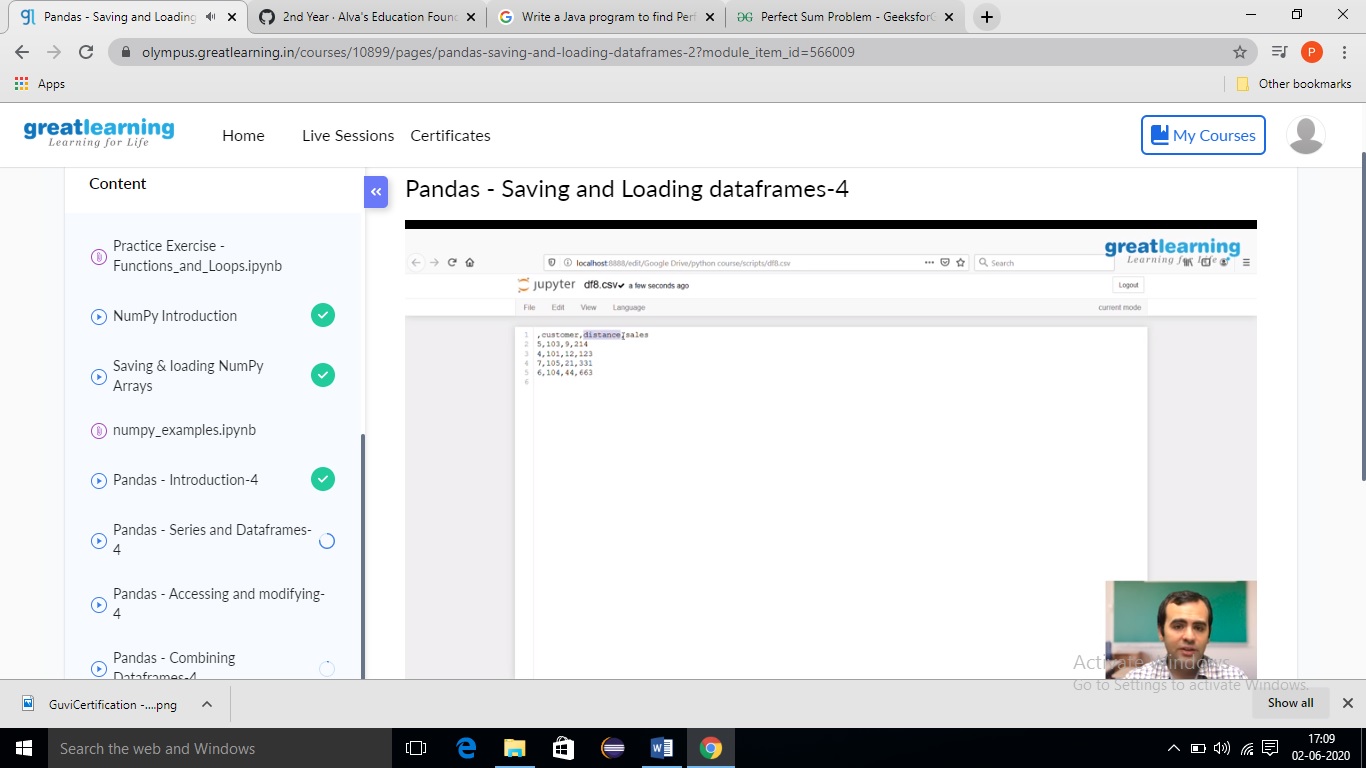 Pandas - Saving and Loading
2nd Year · Alva's Education Foun
Write a Java program to find Per
Perfect Sum Problem - Geeksfor
olympus.greatlearning.in/courses/10899/pages/pandas-saving-and-loading-dataframes-2?module_item_id=566009
P
Apps
Other bookmarks
greatlearning
Learning for Life
Home
Live Sessions
Certificates
My Courses
Content
Practice Exercise -
Functions_and_Loops.ipynb
NumPy Introduction
Saving & loading NumPy
Arrays
numpy_examples.ipynb
Pandas - Introduction-4
Pandas - Series and Dataframes-
4
Pandas - Accessing and modifying-
4
Pandas - Combining
Dataframes-4
Pandas - Saving and Loading dataframes-4
greatlearning
Learning for Life
localhost:8888/edit/Google Drive/python course/scripts/df8.csv
Search
jupyter df8.csv a few seconds ago
Logout
File Edit View Language
current mode
1 ,customer,distance,sales
2 5,103,9,214
3 4,101,12,123
4 7,105,21,331
5 6,104,44,663
6
Activate Windows
Go to Settings to activate Windows.
GuviCertification -....png
Show all
Search the web and Windows
17:09
02-06-2020